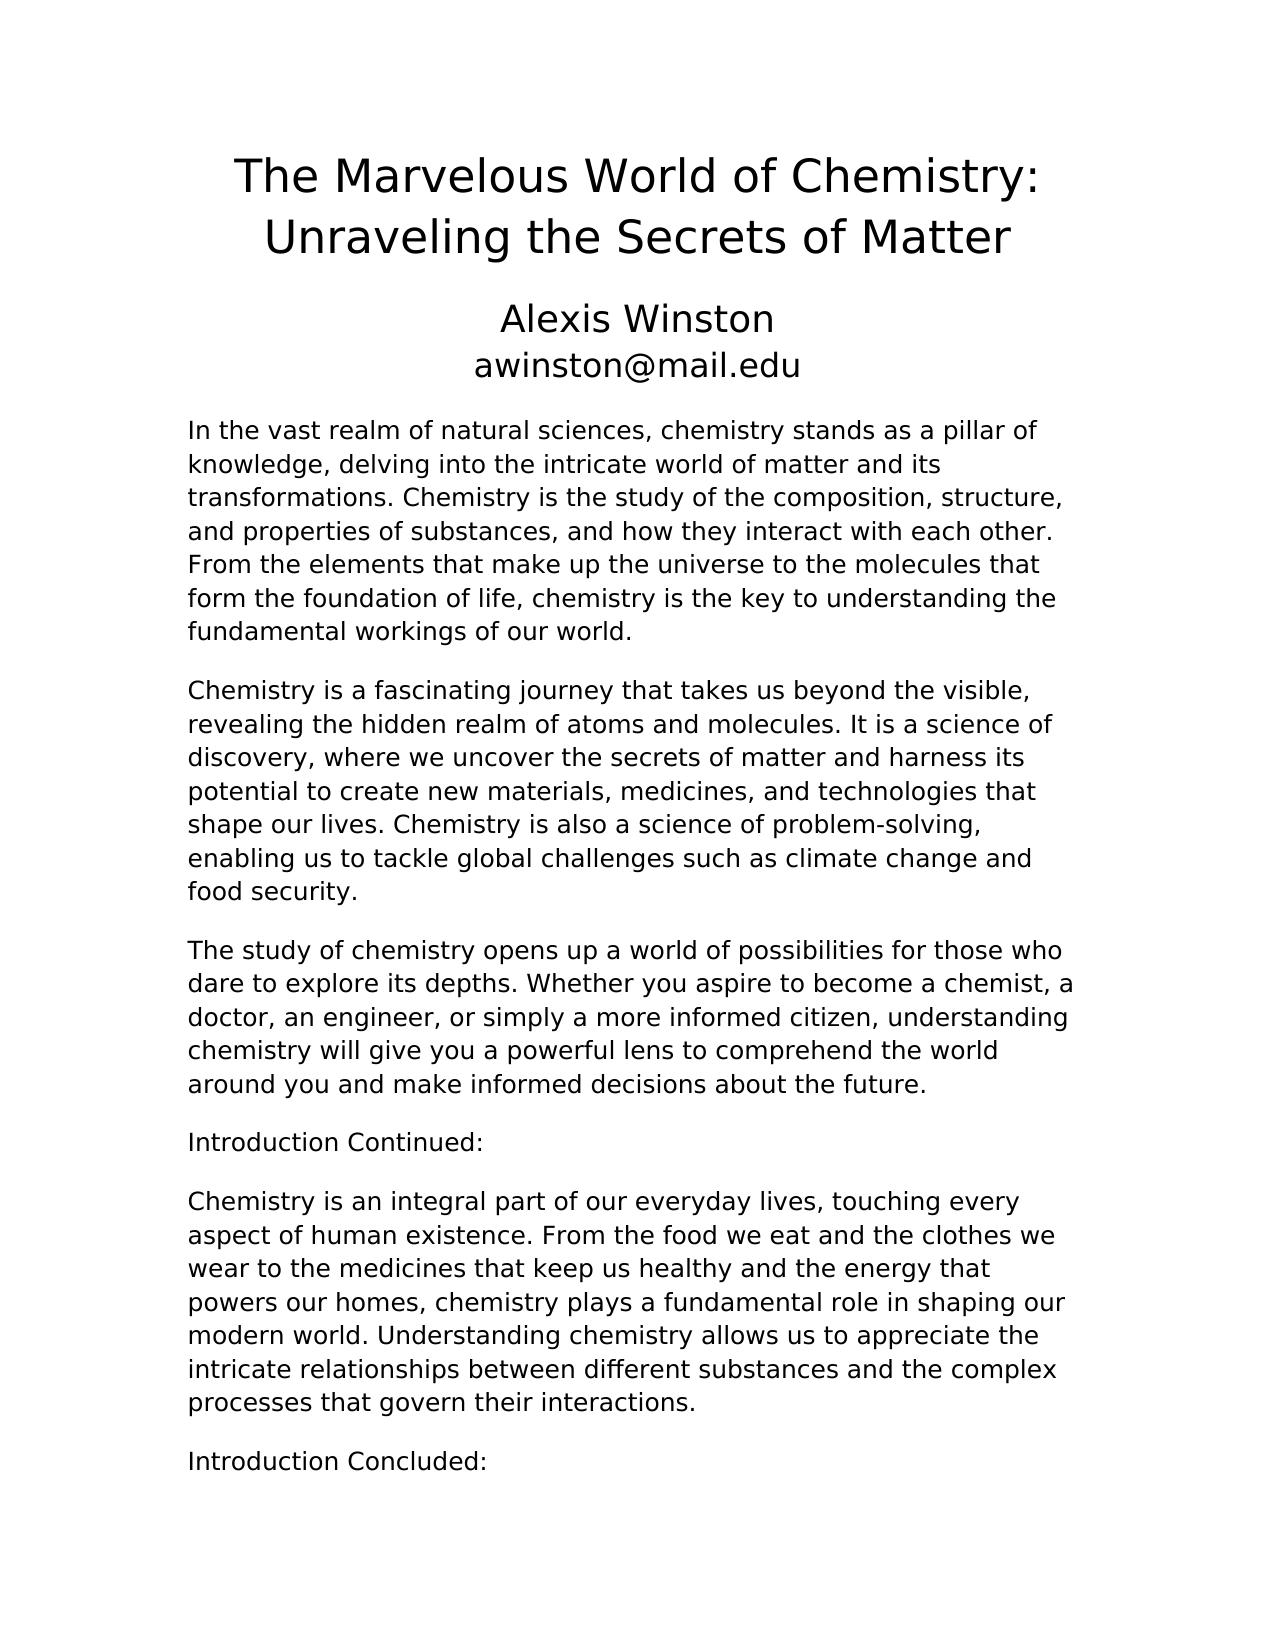 The Marvelous World of Chemistry:
Unraveling the Secrets of Matter
Alexis Winston
awinston@mail.edu
In the vast realm of natural sciences, chemistry stands as a pillar of
knowledge, delving into the intricate world of matter and its
transformations. Chemistry is the study of the composition, structure,
and properties of substances, and how they interact with each other.
From the elements that make up the universe to the molecules that
form the foundation of life, chemistry is the key to understanding the
fundamental workings of our world.
Chemistry is a fascinating journey that takes us beyond the visible,
revealing the hidden realm of atoms and molecules. It is a science of
discovery, where we uncover the secrets of matter and harness its
potential to create new materials, medicines, and technologies that
shape our lives. Chemistry is also a science of problem-solving,
enabling us to tackle global challenges such as climate change and
food security.
The study of chemistry opens up a world of possibilities for those who
dare to explore its depths. Whether you aspire to become a chemist, a
doctor, an engineer, or simply a more informed citizen, understanding
chemistry will give you a powerful lens to comprehend the world
around you and make informed decisions about the future.
Introduction Continued:
Chemistry is an integral part of our everyday lives, touching every
aspect of human existence. From the food we eat and the clothes we
wear to the medicines that keep us healthy and the energy that
powers our homes, chemistry plays a fundamental role in shaping our
modern world. Understanding chemistry allows us to appreciate the
intricate relationships between different substances and the complex
processes that govern their interactions.
Introduction Concluded: